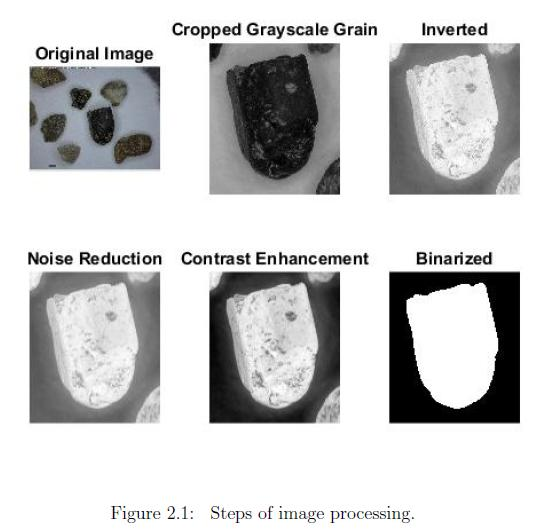 Original Image
Cropped Grayscale Grain
Inverted
Noise Reduction
Contrast Enhancement
Binarized
Figure 2.1: Steps of image processing.